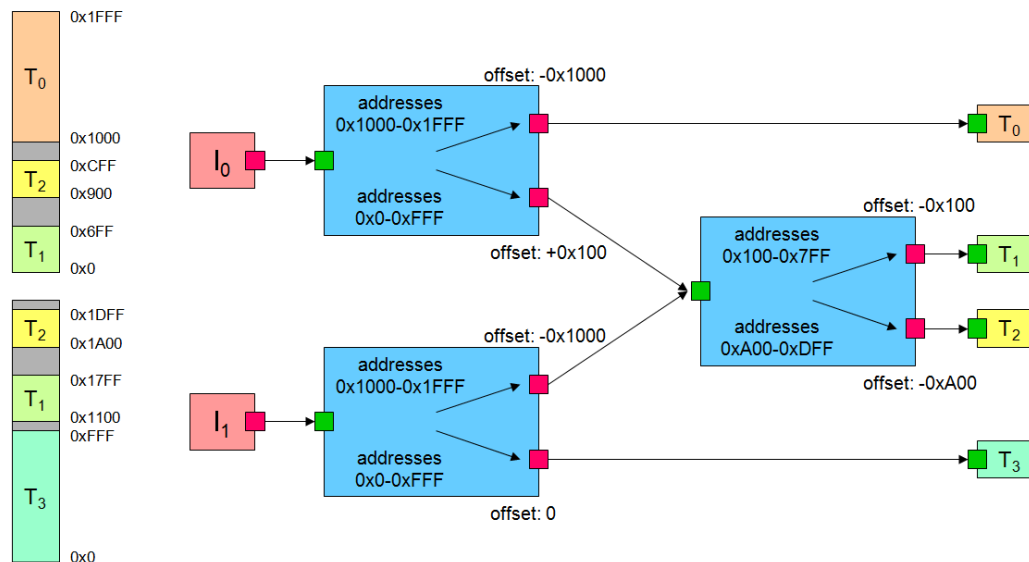 0x1FFF
T0
0x1000
0xCFF
T2
0x900
0x6FF
T1
0x0
0x1DFF
T2
0x1A00
0x17FF
T1
0x1100
0xFFF
T3
0x0
I0
offset: -0x1000
addresses
0x1000-0x1FFF
addresses
0x0-0xFFF
offset: +0x100
T0
I1
offset: -0x1000
addresses
0x1000-0x1FFF
addresses
0x0-0xFFF
offset: 0
offset: -0x100
addresses
0x100-0x7FF
addresses
0xA00-0xDFF
offset: -0xA00
T1
T2
T3